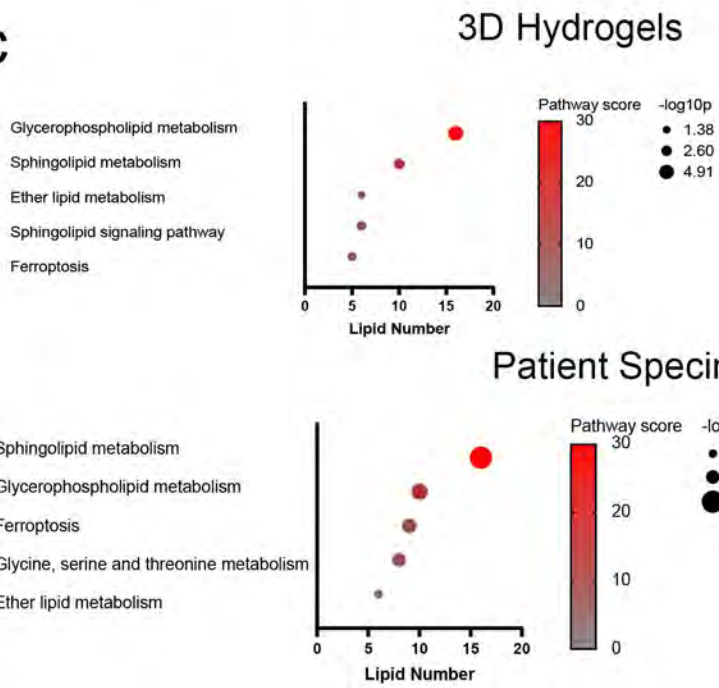 C
3D Hydrogels
Pathway score
-log10p
Glycerophospholipid metabolism
Sphingolipid metabolism
Ether lipid metabolism
Sphingolipid signaling pathway
Ferroptosis
30
20
10
0
1.38
2.60
4.91
0 5 10 15 20
Lipid Number
Patient Specim
Pathway score
-lo
Sphingolipid metabolism
Glycerophospholipid metabolism
Ferroptosis
Glycine, serine and threonine metabolism
Ether lipid metabolism
30
20
10
0
0 5 10 15 20
Lipid Number